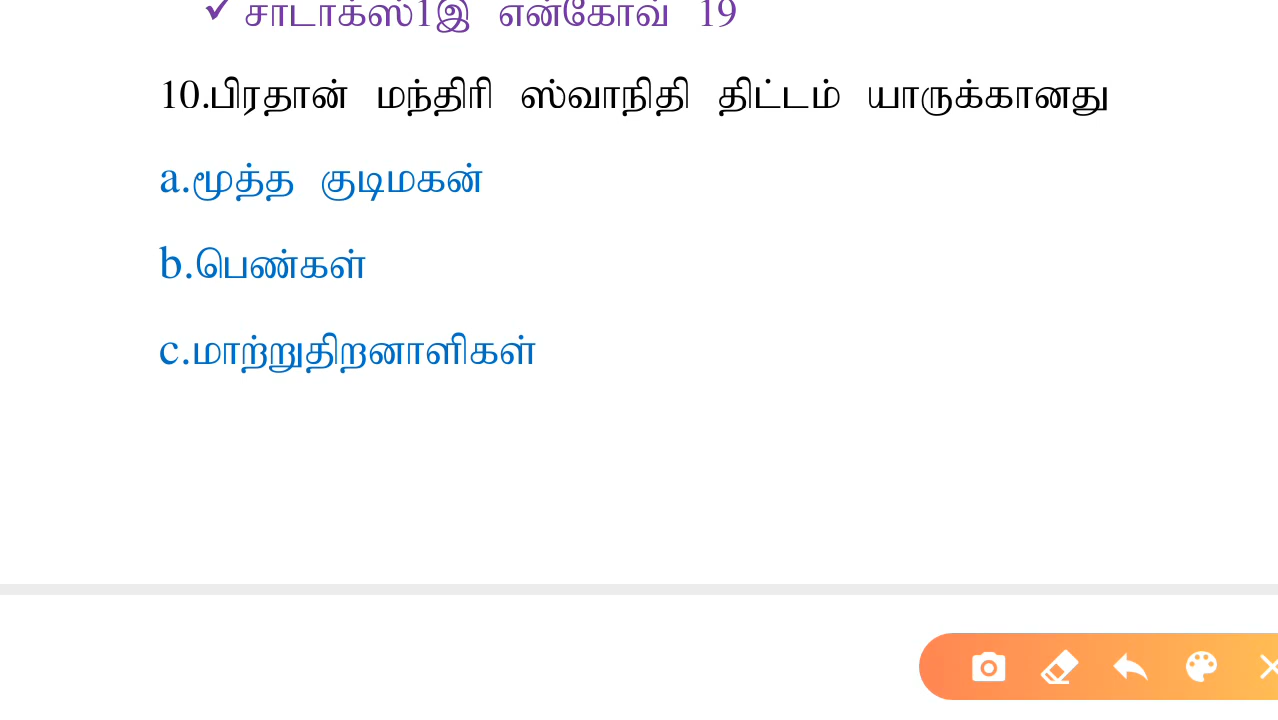 ✓ சாடாக்ஸ்1இ என்கோவ் 19
10.பிரதான் மந்திரி ஸ்வாநிதி திட்டம் யாருக்கானது
a.மூத்த குடிமகன்
b.பெண்கள்
c.மாற்றுதிறனாளிகள்